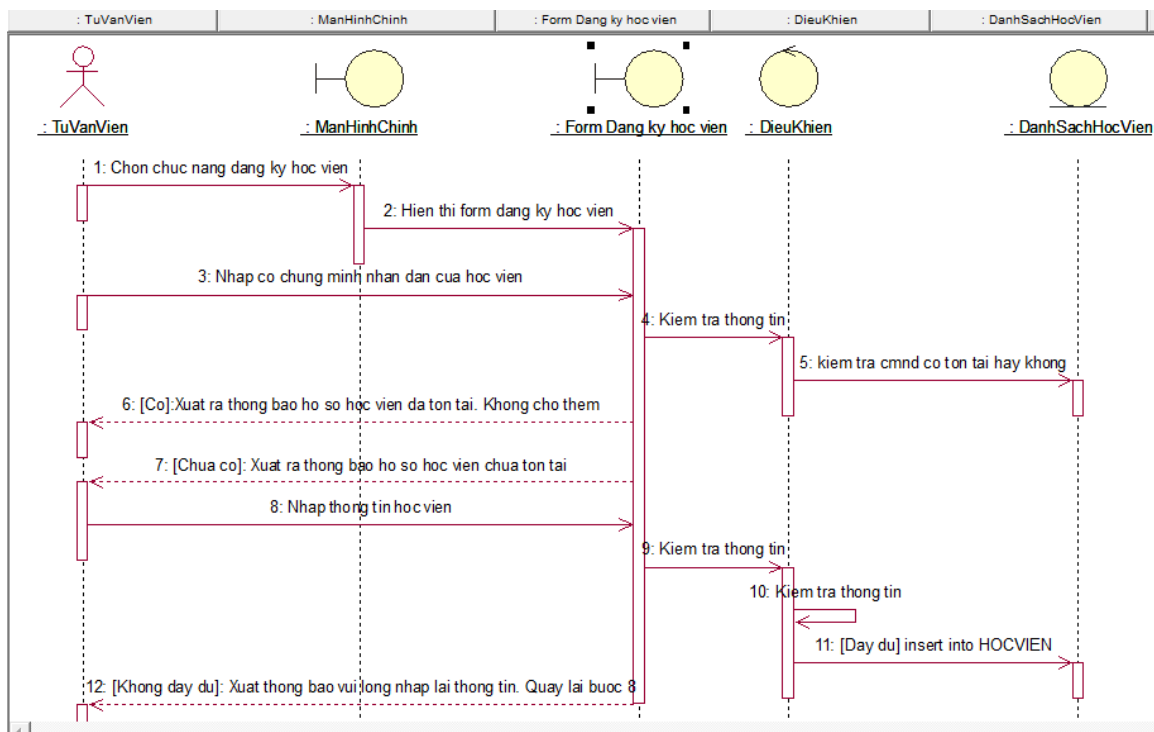 : TuVanVien
: ManHinhChinh
: Form Dang ky hoc vien
: DieuKhien
: DanhSachHocVien
: TuVanVien
: ManHinhChinh
: Form Dang ky hoc vien
: DieuKhien
: DanhSachHocVien
1: Chon chuc nang dang ky hoc vien
2: Hien thi form dang ky hoc vien
3: Nhap co chung minh nhan dan cua hoc vien
4: Kiem tra thong tin
5: kiem tra cmnd co ton tai hay khong
6: [Co]:Xuat ra thong bao ho so hoc vien da ton tai. Khong cho them
7: [Chua co]: Xuat ra thong bao ho so hoc vien chua ton tai
8: Nhap thong tin hoc vien
9: Kiem tra thong tin
10: Kiem tra thong tin
11: [Day du] insert into HOCVIEN
12: [Khong day du]: Xuat thong bao vui long nhap lai thong tin. Quay lai buoc 8